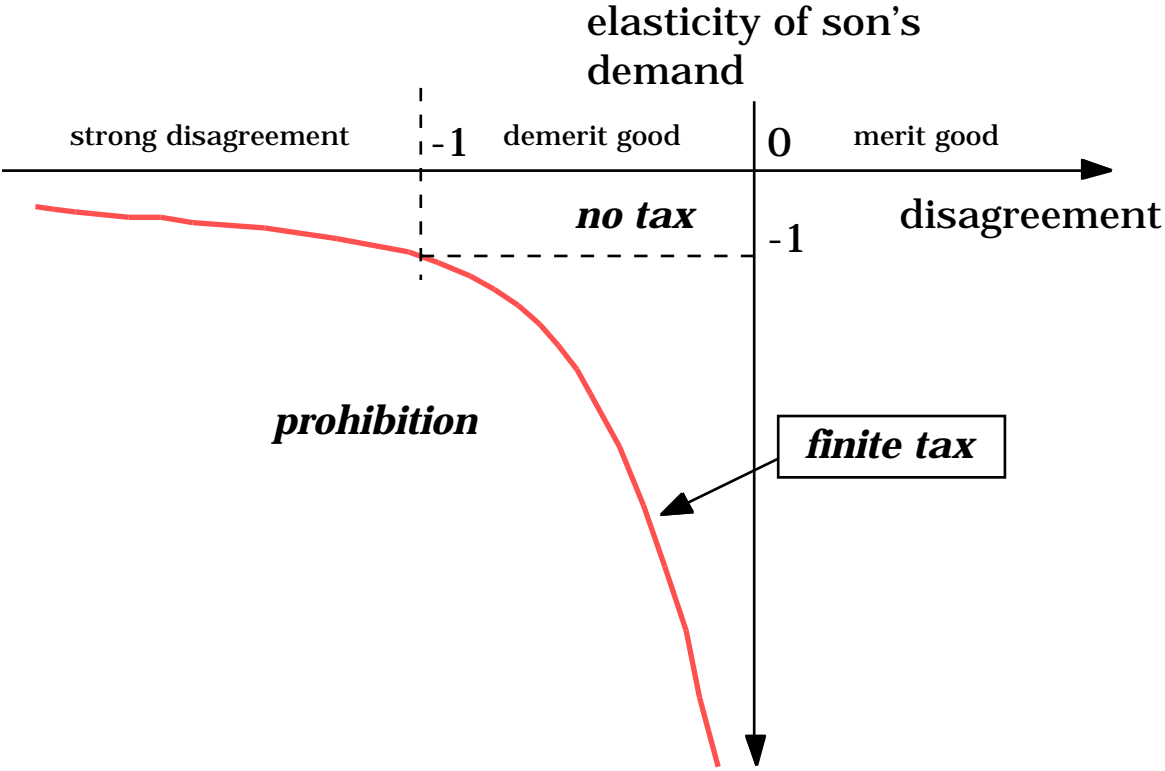 elasticity of son's
demand
strong disagreement
-1
demerit good
0
merit good
no tax
disagreement
-1
prohibition
finite tax